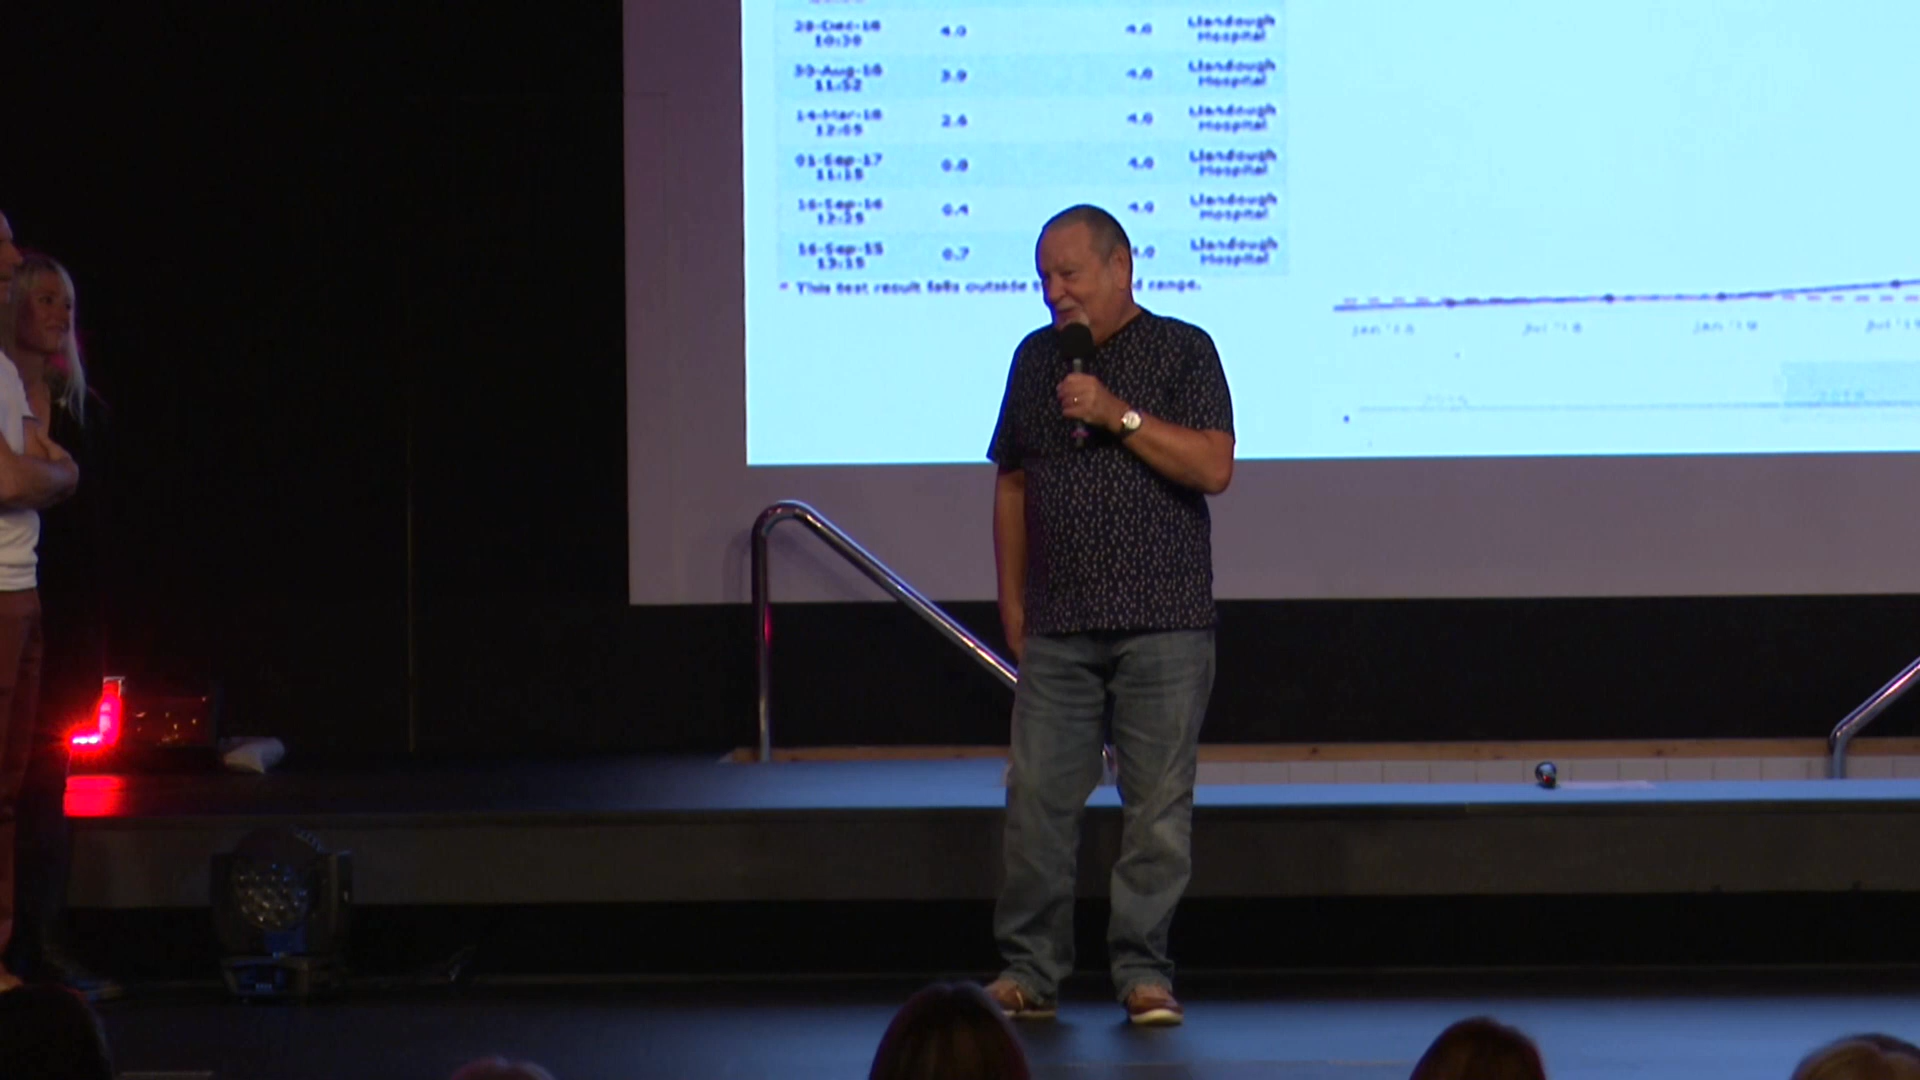 28-Dec-18 4.0 4.0 Llandough
10:30 Hospital
30-Aug-18 3.9 4.0 Llandough
11:52 Hospital
14-Mar-18 2.6 4.0 Llandough
12:05 Hospital
01-Sep-17 0.8 4.0 Llandough
11:15 Hospital
16-Sep-16 0.4 4.0 Llandough
12:25 Hospital
16-Sep-15 0.7 4.0 Llandough
13:15 Hospital
* This test result falls outside d range.
Jan '18 Jul '18 Jan '19 Jul '19